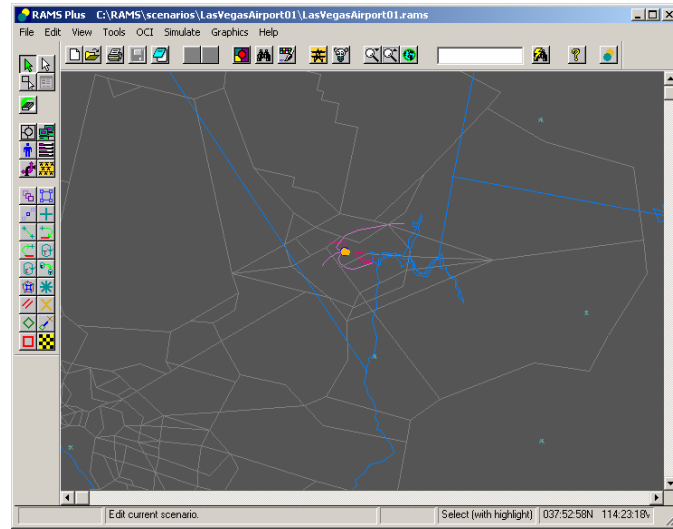 RAMS Plus C:\RAMS\scenarios\LasVegasAirport01\LasVegasAirport01.rams
File Edit View Tools OCI Simulate Graphics Help
Edit current scenario.
Select (with highlight)
037:52:58N 114:23:18